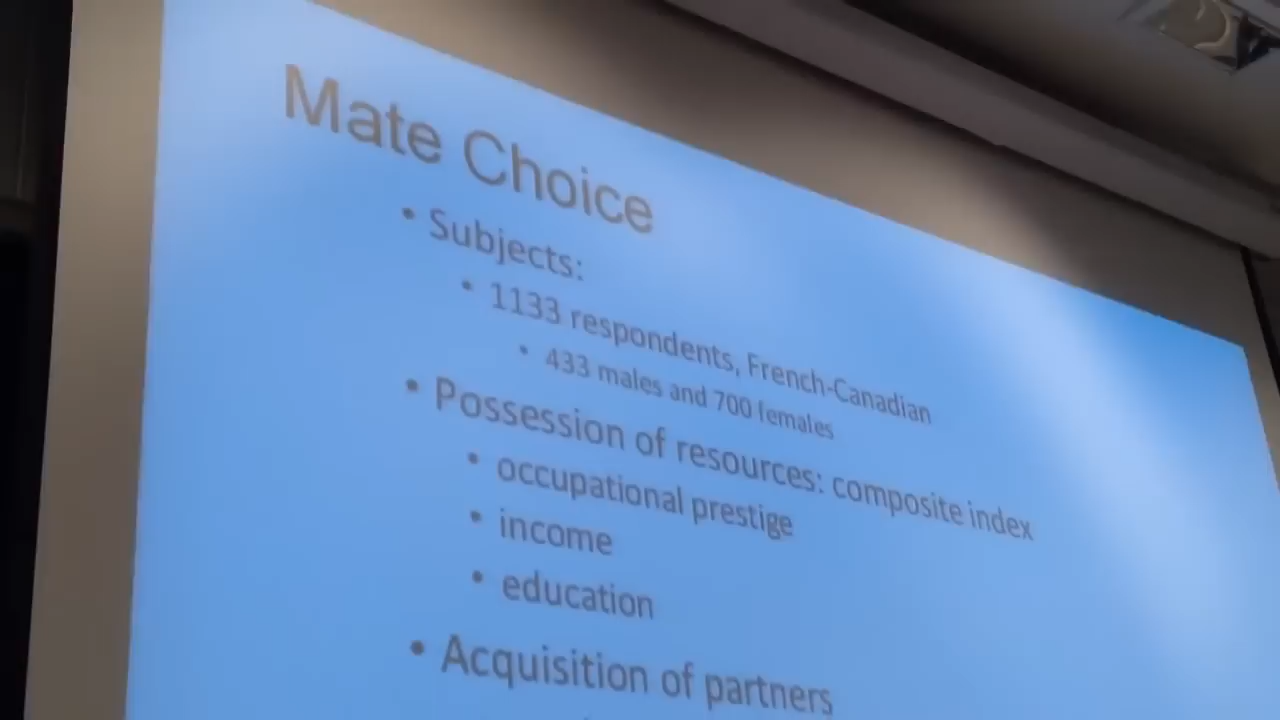 Mate Choice
• Subjects:
• 1133 respondents, French-Canadian
• 433 males and 700 females
• Possession of resources: composite index
• occupational prestige
• income
• education
• Acquisition of partners